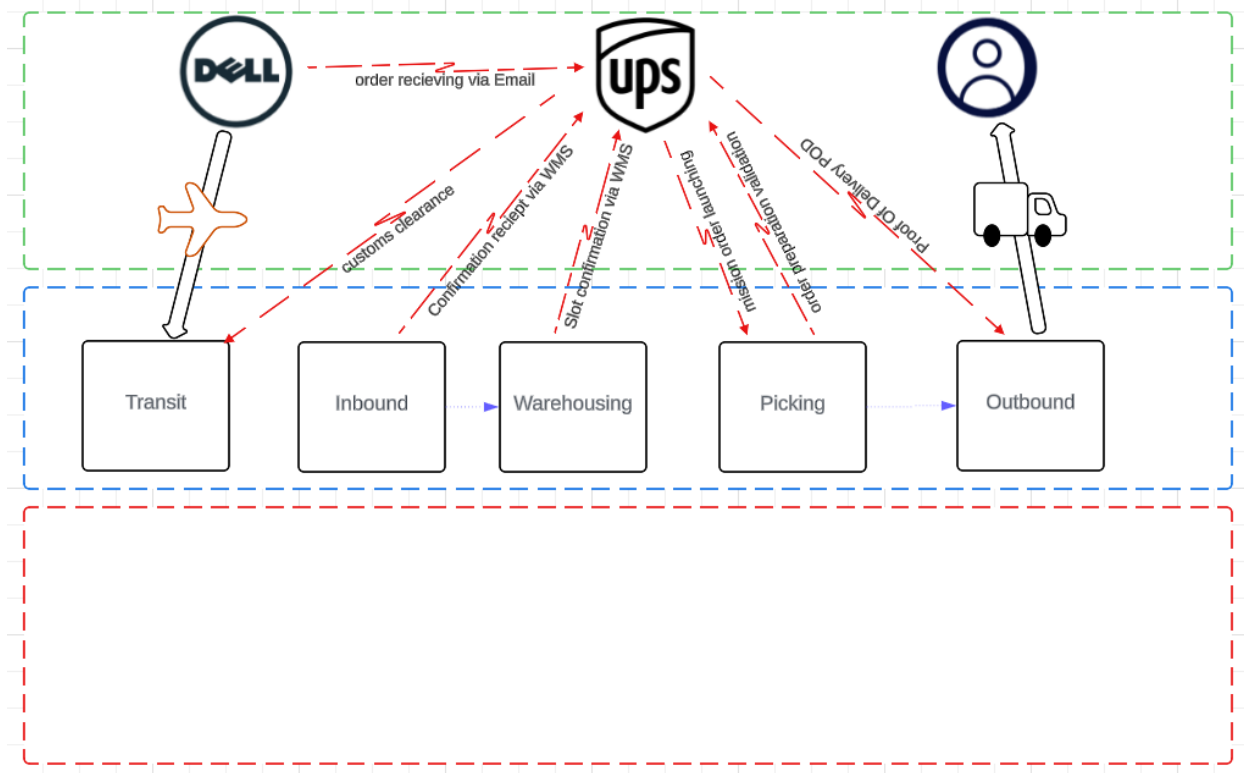 DELL
ups
order recieving via Email
customs clearance
Confirmation reciept via WMS
Slot confirmation via WMS
mission order launching
order preparation validation
Proof Of Delivery POD
Transit
Inbound
Warehousing
Picking
Outbound